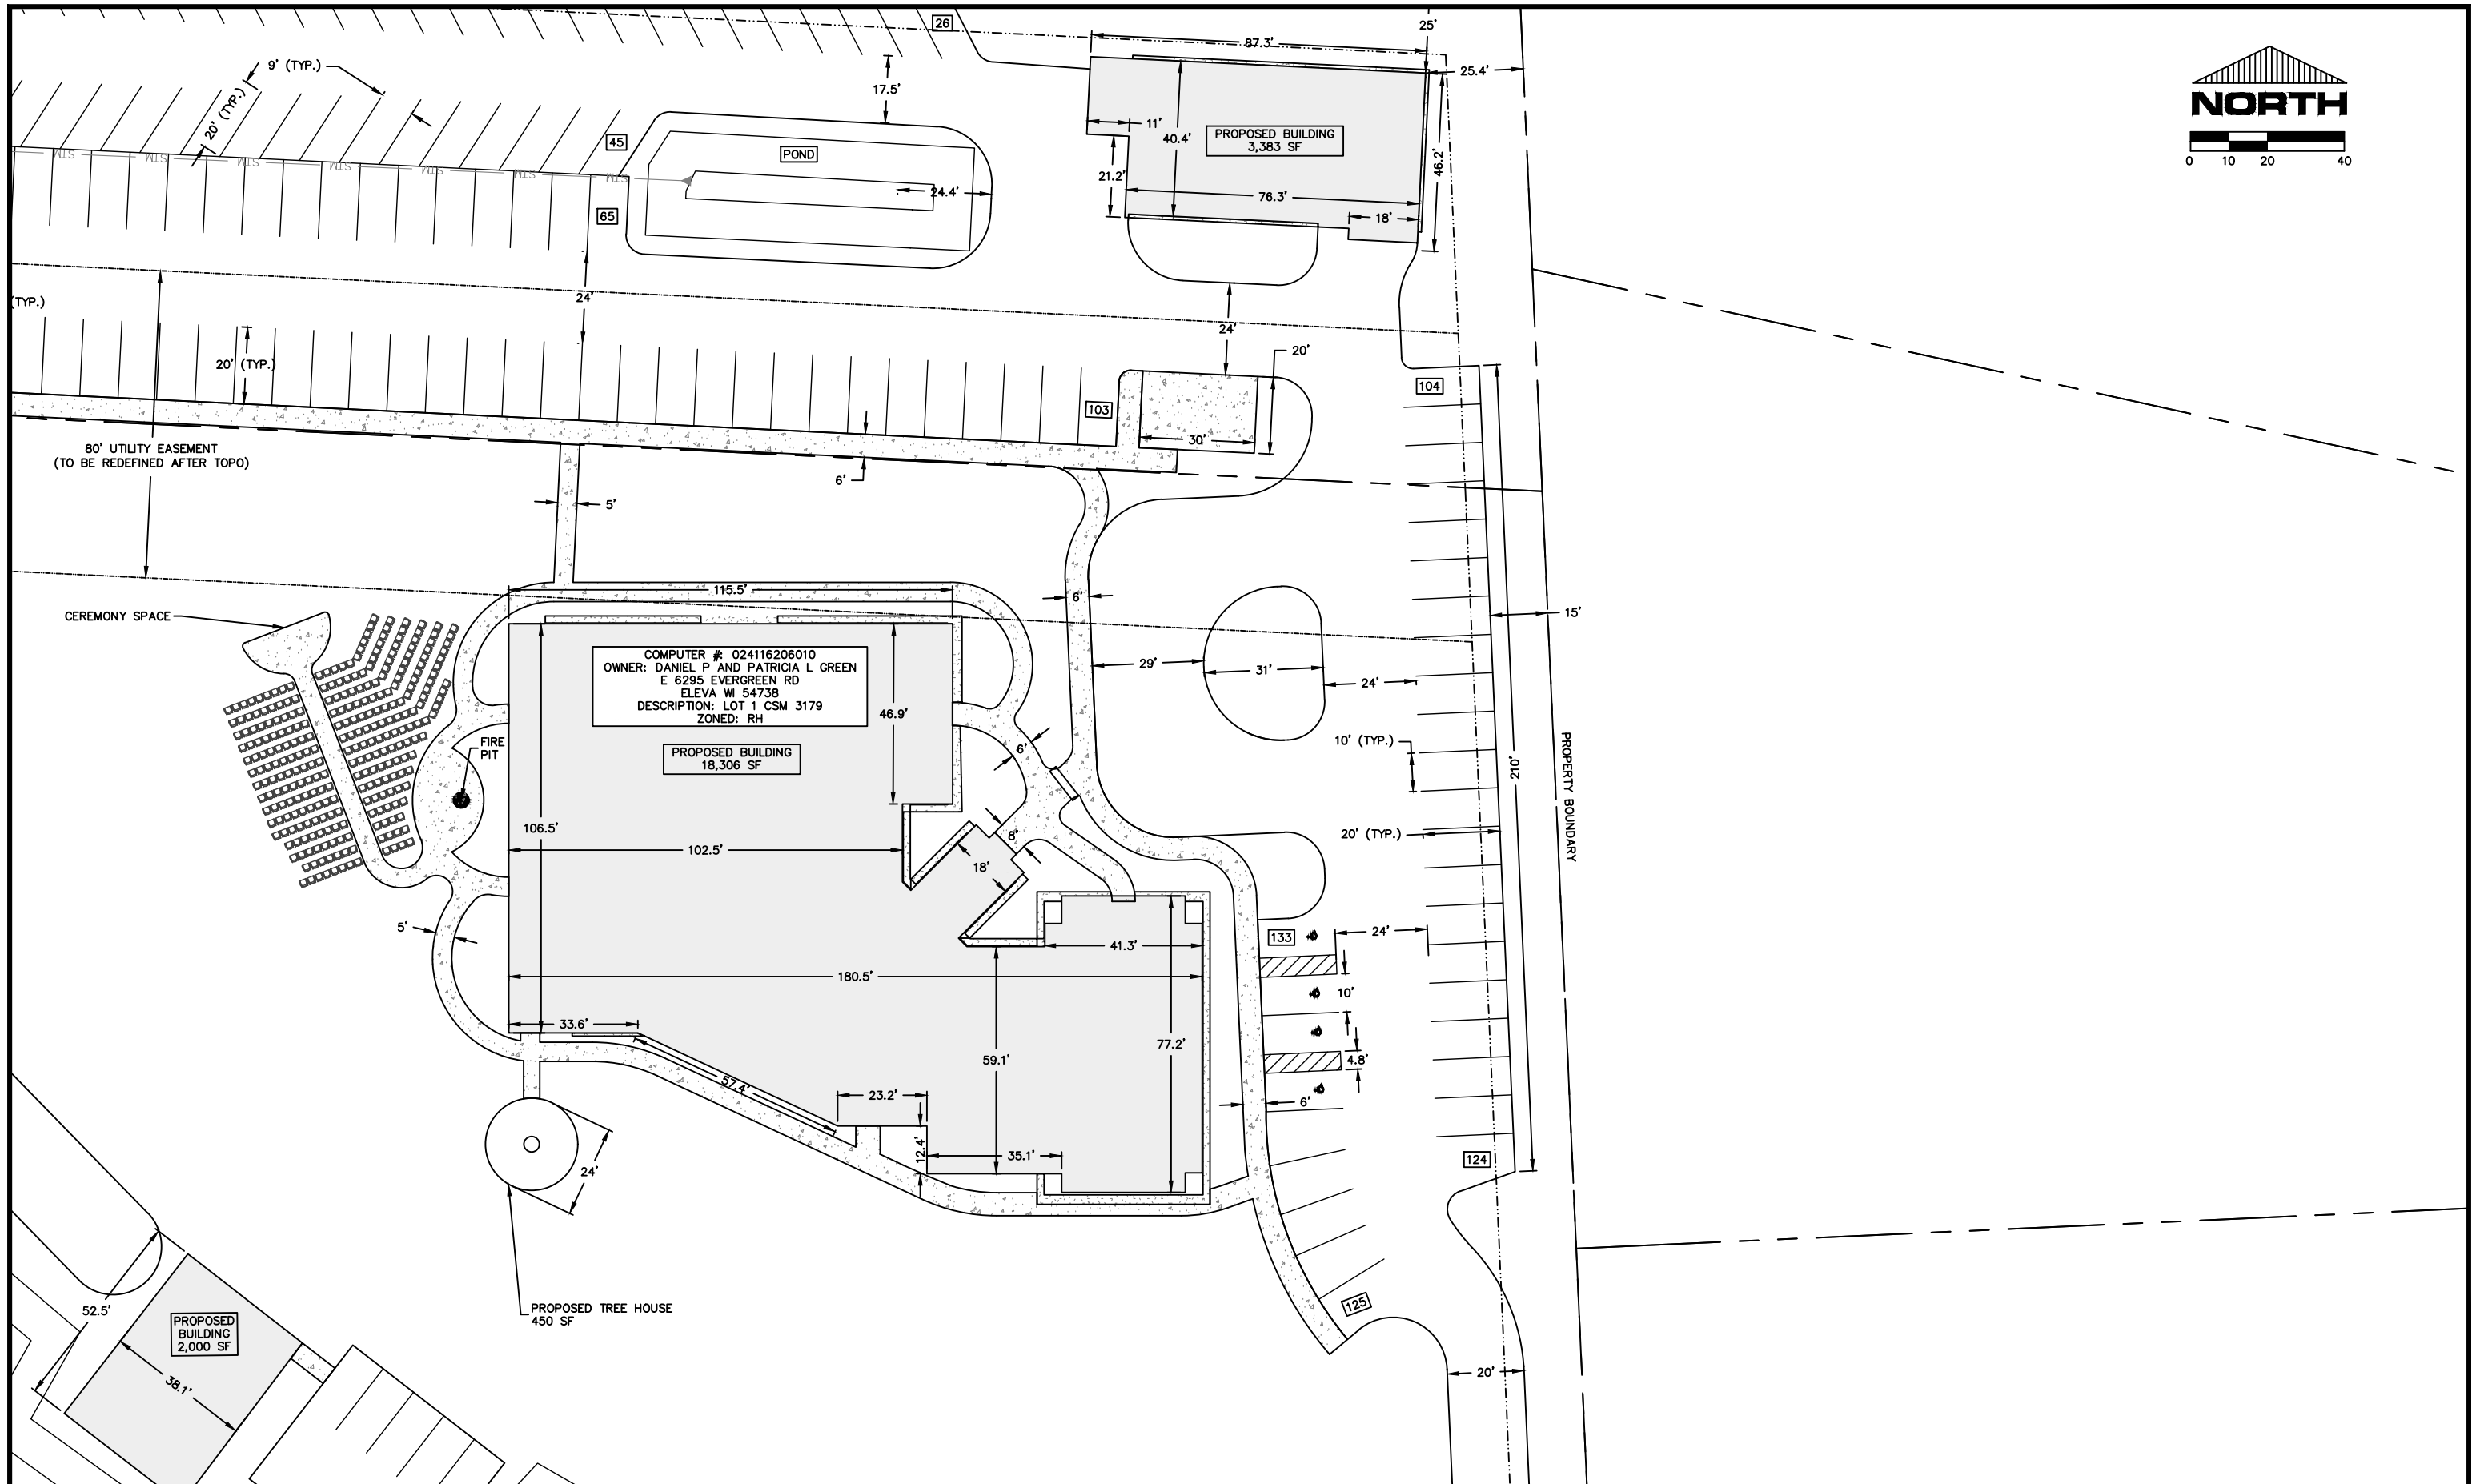 26
25'
87.3'
9' (TYP.)
20' (TYP.)
17.5'
25.4'
NORTH
0 10 20 40
45
11'
40.4'
PROPOSED BUILDING
3,383 SF
POND
STM STM STM STM STM STM STM
46.2'
21.2'
24.4'
76.3'
65
18'
24'
(TYP.)
24'
20' (TYP.)
20'
104
103
30'
80' UTILITY EASEMENT
(TO BE REDEFINED AFTER TOPO)
6'
5'
115.5'
6'
15'
CEREMONY SPACE
COMPUTER #: 024116206010
OWNER: DANIEL P AND PATRICIA L GREEN
E 6295 EVERGREEN RD
ELEVA WI 54738
DESCRIPTION: LOT 1 CSM 3179
ZONED: RH
29'
31'
24'
46.9'
FIRE
PIT
PROPOSED BUILDING
18,306 SF
6'
10' (TYP.)
210'
PROPERTY BOUNDARY
106.5'
102.5'
8'
20' (TYP.)
18'
5'
41.3'
133
24'
180.5'
10'
33.6'
57.4'
59.1'
77.2'
4.8'
23.2'
6'
12.4'
35.1'
24'
124
PROPOSED TREE HOUSE
450 SF
125
52.5'
PROPOSED
BUILDING
2,000 SF
38.1'
20'